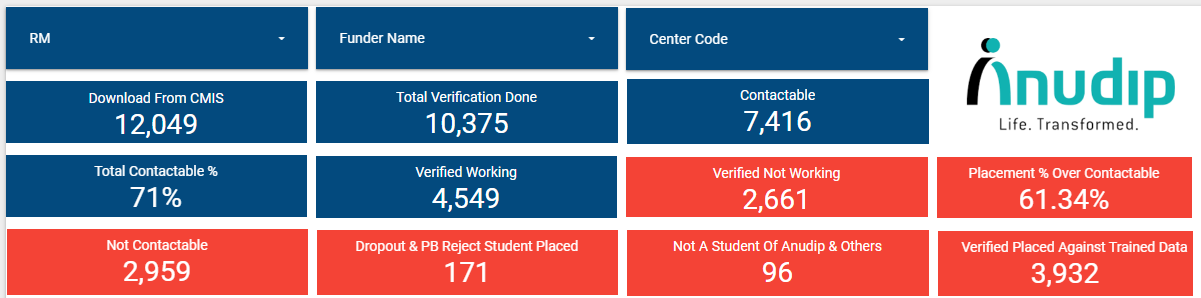 RM
Funder Name
Center Code
Anudip
Life. Transformed.
Download From CMIS
12,049
Total Verification Done
10,375
Contactable
7,416
Total Contactable %
71%
Verified Working
4,549
Verified Not Working
2,661
Placement % Over Contactable
61.34%
Not Contactable
2,959
Dropout & PB Reject Student Placed
171
Not A Student Of Anudip & Others
96
Verified Placed Against Trained Data
3,932